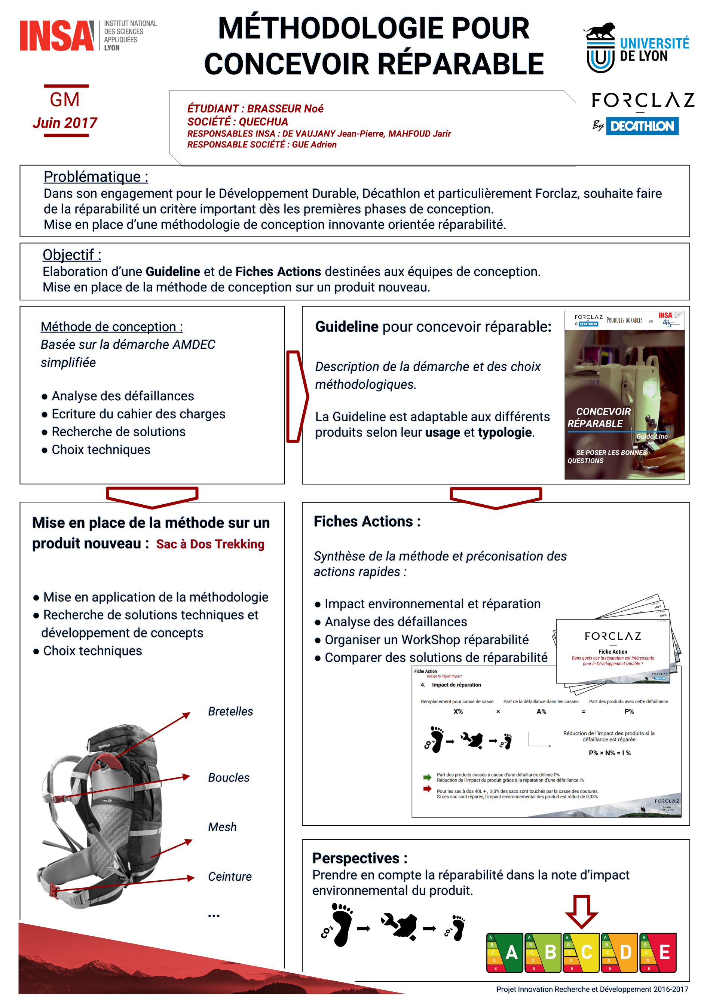 INSA
INSTITUT NATIONAL
DES SCIENCES
APPLIQUÉES
LYON
MÉTHODOLOGIE POUR
CONCEVOIR RÉPARABLE
UNIVERSITÉ
DE LYON
GM
Juin 2017
ÉTUDIANT : BRASSEUR Noé
SOCIÉTÉ : QUECHUA
RESPONSABLES INSA : DE VAUJANY Jean-Pierre, MAHFOUD Jarir
RESPONSABLE SOCIÉTÉ : GUE Adrien
FORCLAZ
By DECATHLON
Problématique :
Dans son engagement pour le Développement Durable, Décathlon et particulièrement Forclaz, souhaite faire
de la réparabilité un critère important dès les premières phases de conception.
Mise en place d'une méthodologie de conception innovante orientée réparabilité.
Objectif :
Elaboration d'une Guideline et de Fiches Actions destinées aux équipes de conception.
Mise en place de la méthode de conception sur un produit nouveau.
Méthode de conception :
Basée sur la démarche AMDEC
simplifiée
● Analyse des défaillances
● Ecriture du cahier des charges
● Recherche de solutions
● Choix techniques
Guideline pour concevoir réparable:
Description de la démarche et des choix
méthodologiques.
La Guideline est adaptable aux différents
produits selon leur usage et typologie.
FORCLAZ
By DECATHLON
PRODUITS DURABLES
WITH
INSA
CONCEVOIR
RÉPARABLE
Guide Line
SE POSER LES BONNES
QUESTIONS
Mise en place de la méthode sur un
produit nouveau : Sac à Dos Trekking
● Mise en application de la méthodologie
● Recherche de solutions techniques et
développement de concepts
● Choix techniques
Bretelles
Boucles
Mesh
Ceinture
...
Fiches Actions :
Synthèse de la méthode et préconisation des
actions rapides :
● Impact environnemental et réparation
● Analyse des défaillances
● Organiser un WorkShop réparabilité
● Comparer des solutions de réparabilité
100 %
100 %
FORCLAZ
Fiche Action
Dans quels cas la réparation est intéressante
pour le Développement Durable ?
FORCLAZ
DECATHLON
Fiche Action
Design to Repair Impact
4. Impact de réparation
Remplacement pour cause de casse Part de la défaillance dans les casses Part des produits avec cette défaillance
X% × A% = P%
CO2
CO2
Réduction de l'impact des produits si la
défaillance est réparée
P% × N% = I %
Part des produits cassés à cause d'une défaillance définie P%
Réduction de l'impact du produit grâce à la réparation d'une défaillance I%
Pour les sac à dos 40L + , 3,3% des sacs sont touchés par la casse des coutures.
Si ces sac sont réparés, l'impact environnemental des produit est réduit de 0,33%
FORCLAZ
Durable
Trekking Gear
Perspectives :
Prendre en compte la réparabilité dans la note d'impact
environnemental du produit.
CO2
CO2
A B C D E A
A B C D E B
A B C D E C
A B C D E D
A B C D E E
Projet Innovation Recherche et Développement 2016-2017